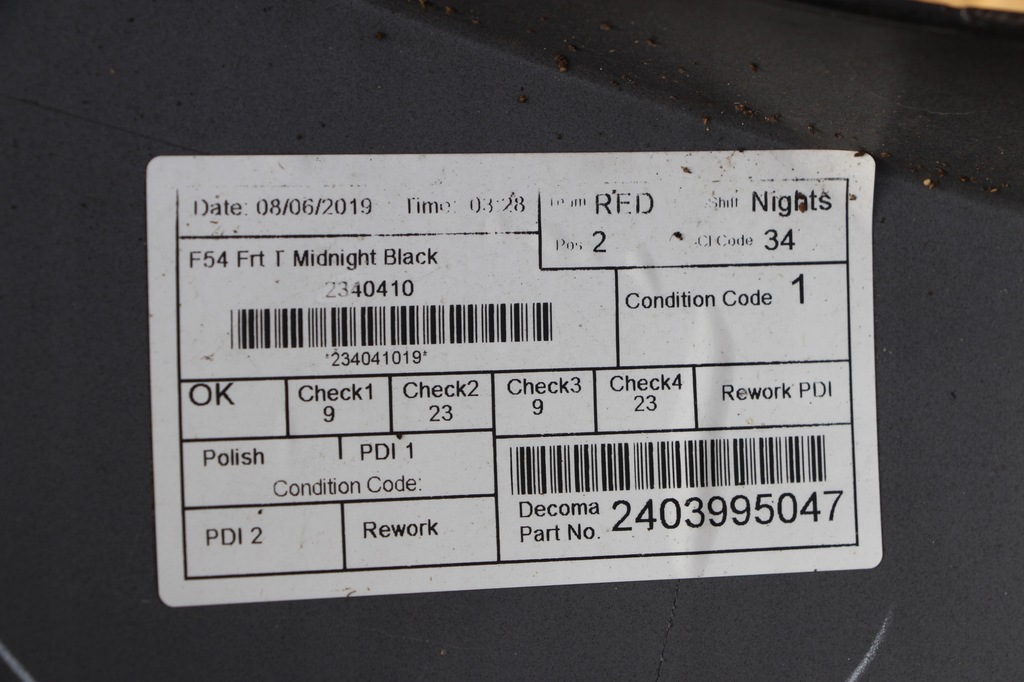 Date: 08/06/2019 Time: 03:28
Team RED Shift Nights
Pos 2 Code 34
F54 Frt T Midnight Black
2340410
*234041019*
Condition Code 1
OK
Check1
9
Check2
23
Check3
9
Check4
23
Rework PDI
Polish
PDI 1
Condition Code:
PDI 2
Rework
Decoma
Part No. 2403995047